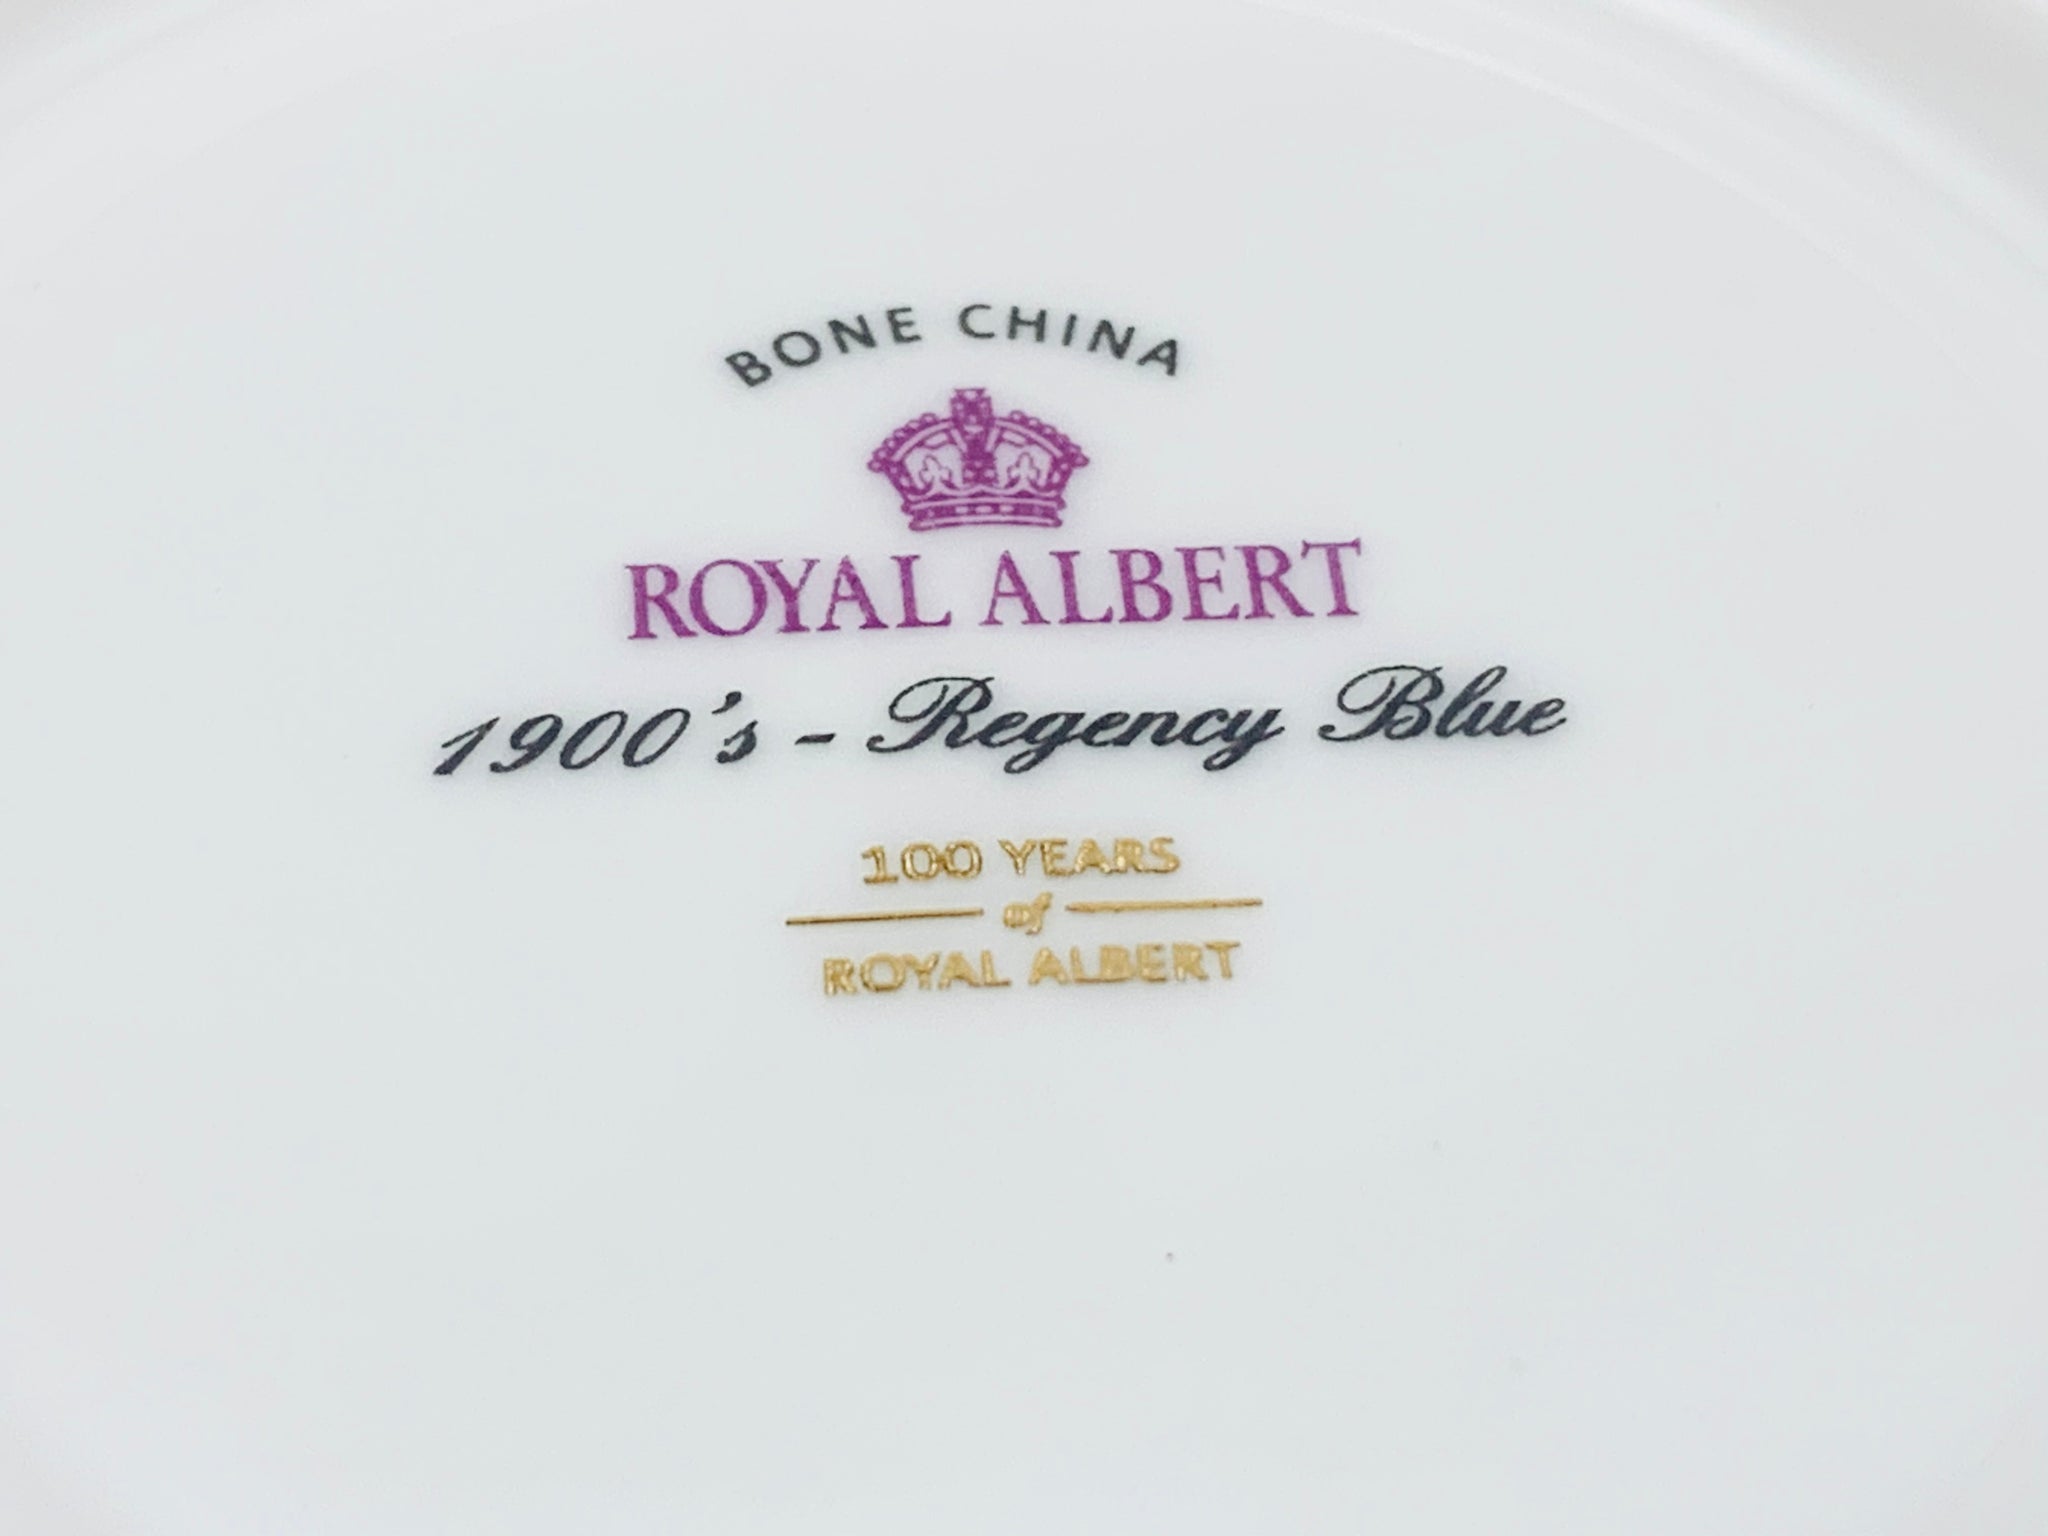 BONE CHINA
ROYAL ALBERT
1900's - Regency Blue
100 YEARS
of
ROYAL ALBERT